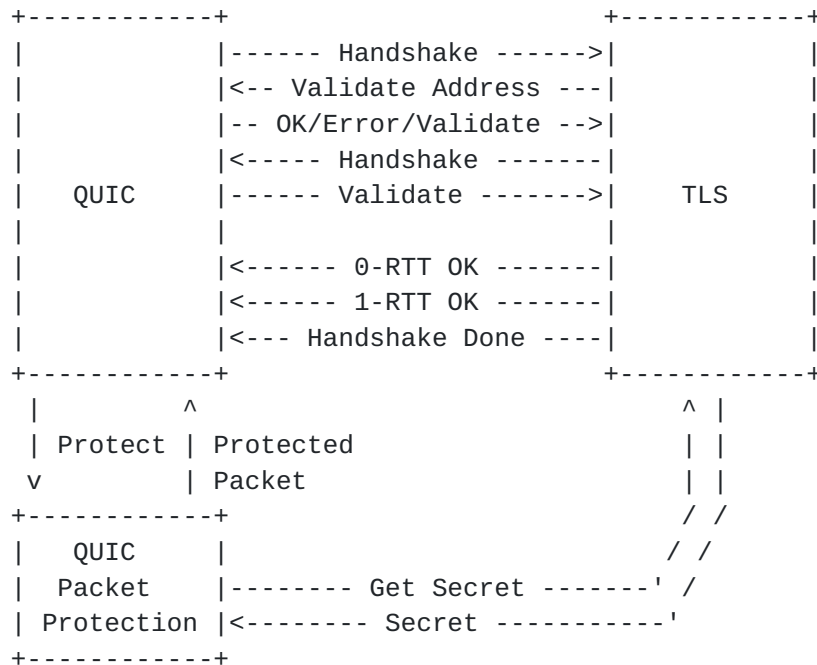 +------------+                        +------------+
|            |------ Handshake ------>|            |
|            |<-- Validate Address ---|            |
|            |-- OK/Error/Validate -->|            |
|            |<----- Handshake -------|            |
|   QUIC     |------ Validate ------->|    TLS     |
|            |                        |            |
|            |<------ 0-RTT OK -------|            |
|            |<------ 1-RTT OK -------|            |
|            |<--- Handshake Done ----|            |
+------------+                        +------------+
 |         ^                               ^ |
 | Protect | Protected                     | |
 v         | Packet                        | |
+------------+                             / /
|   QUIC     |                            / /
|  Packet    |-------- Get Secret -------' /
| Protection |<-------- Secret -----------'
+------------+